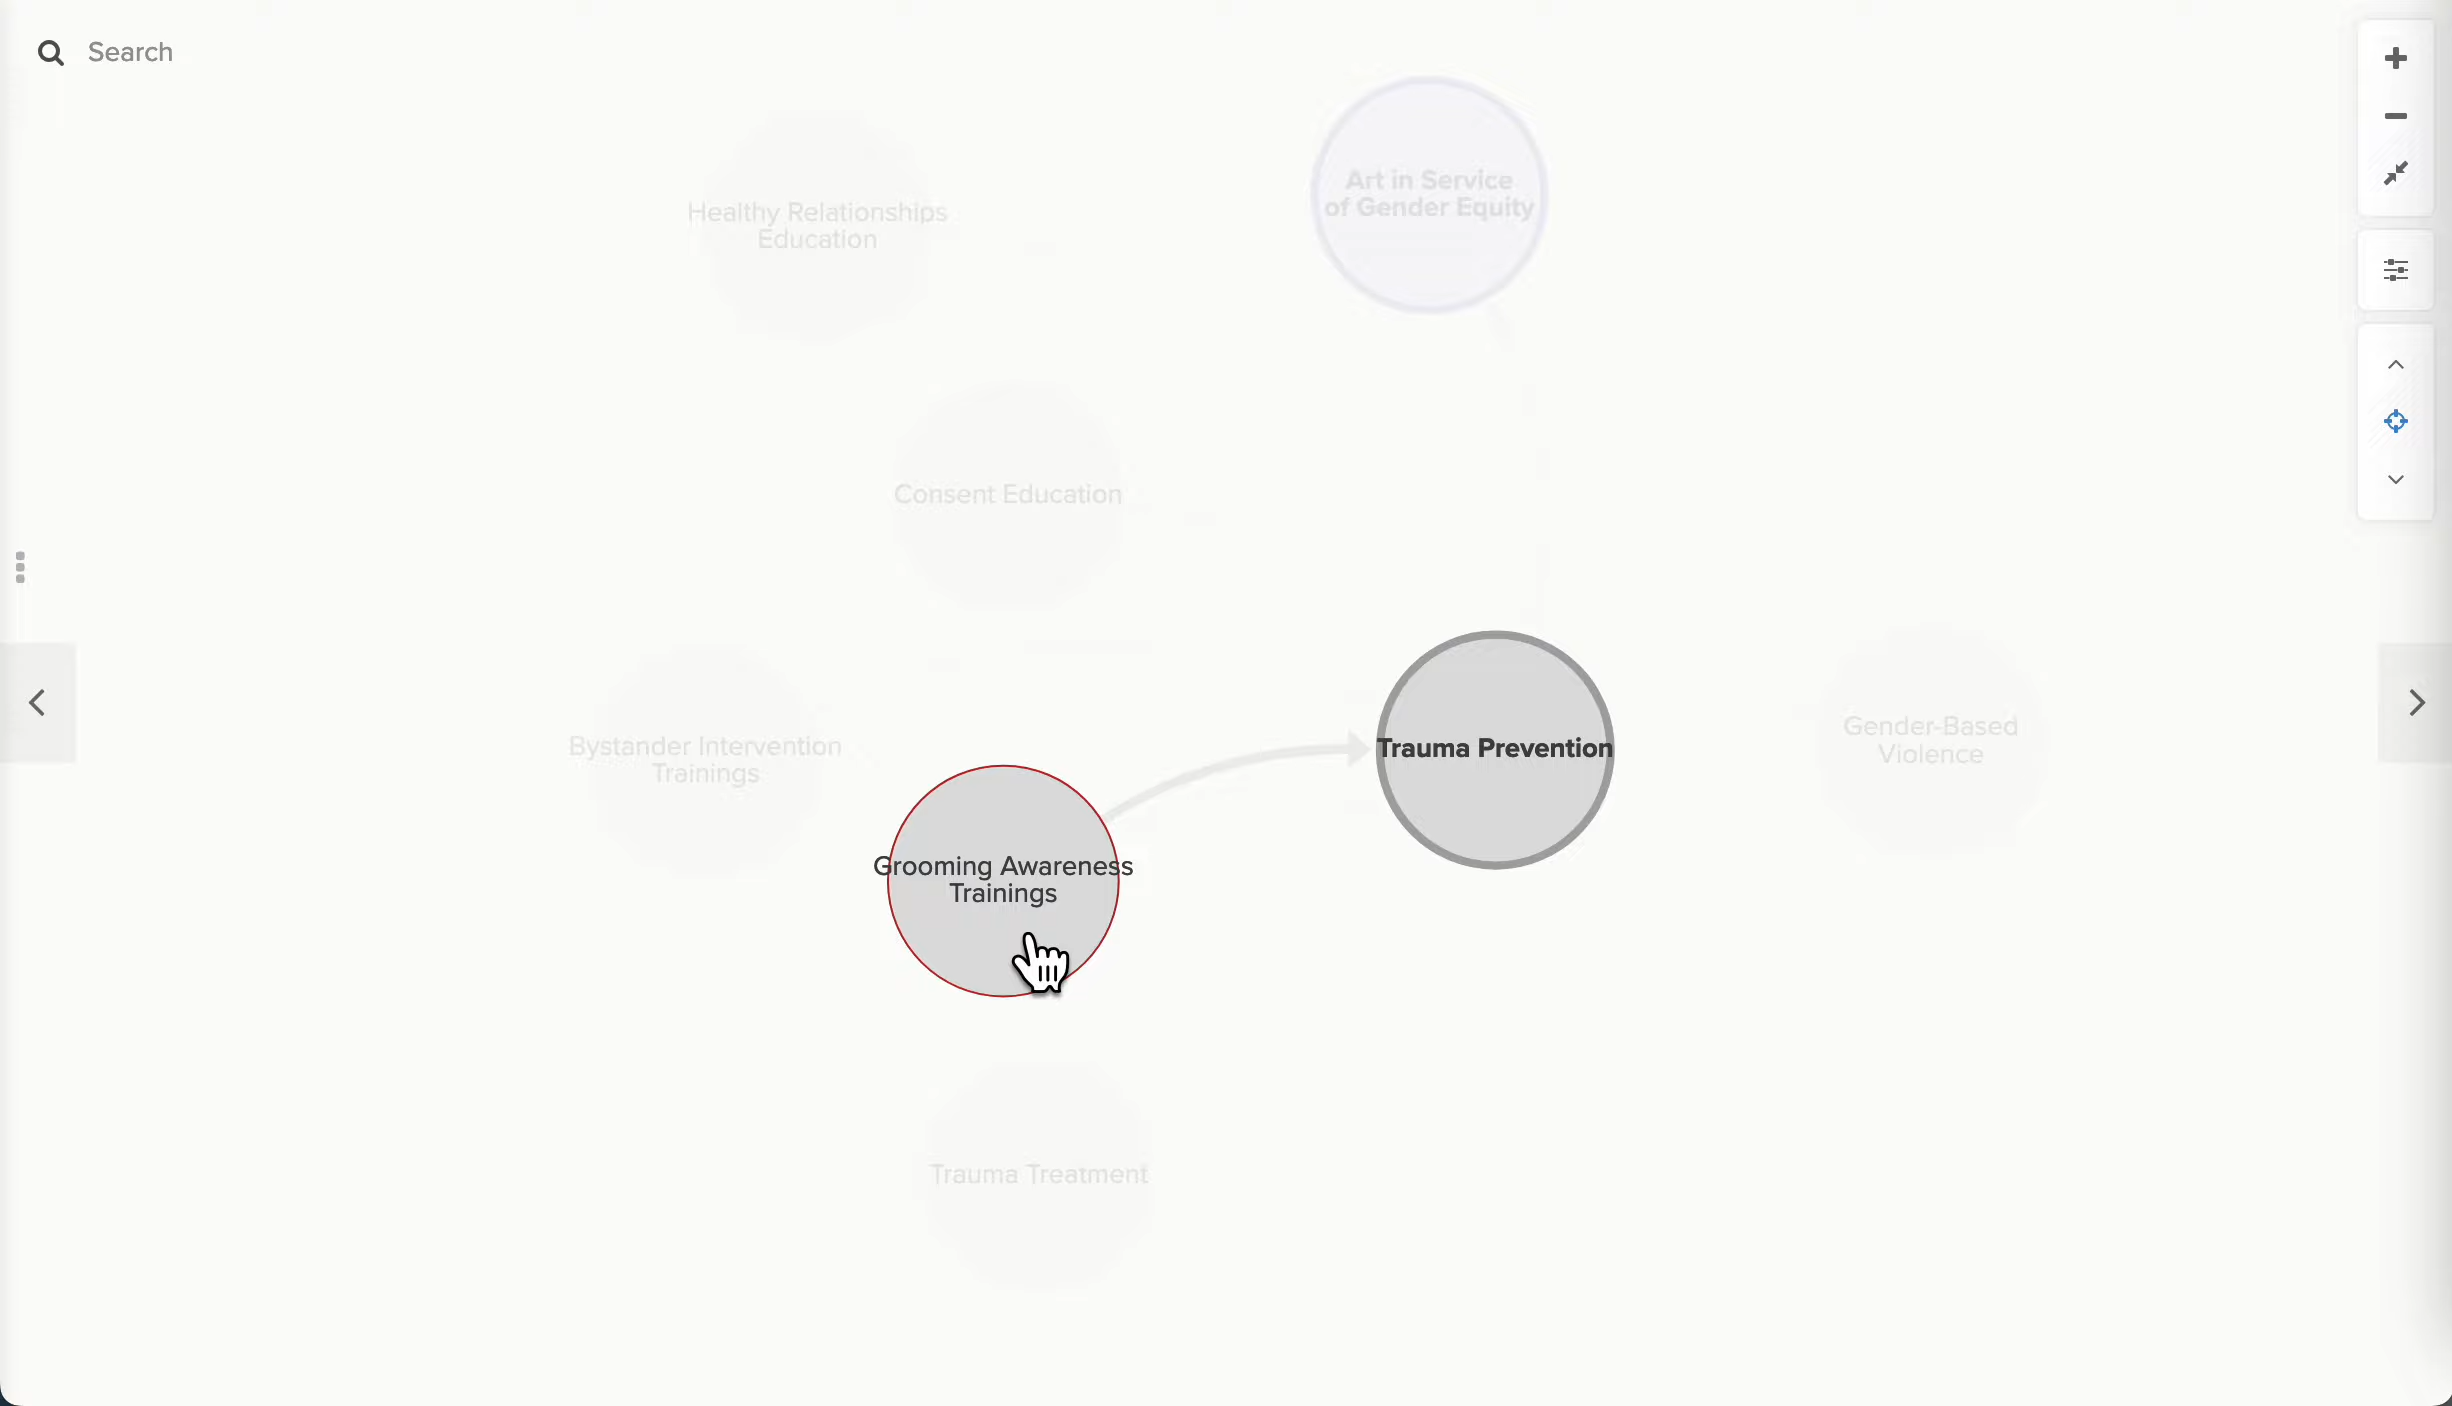 Search
Art in Service
of Gender Equity
Healthy Relationships
Education
Consent Education
Bystander Intervention
Trainings
Trauma Prevention
Gender-Based
Violence
Grooming Awareness
Trainings
Trauma Treatment